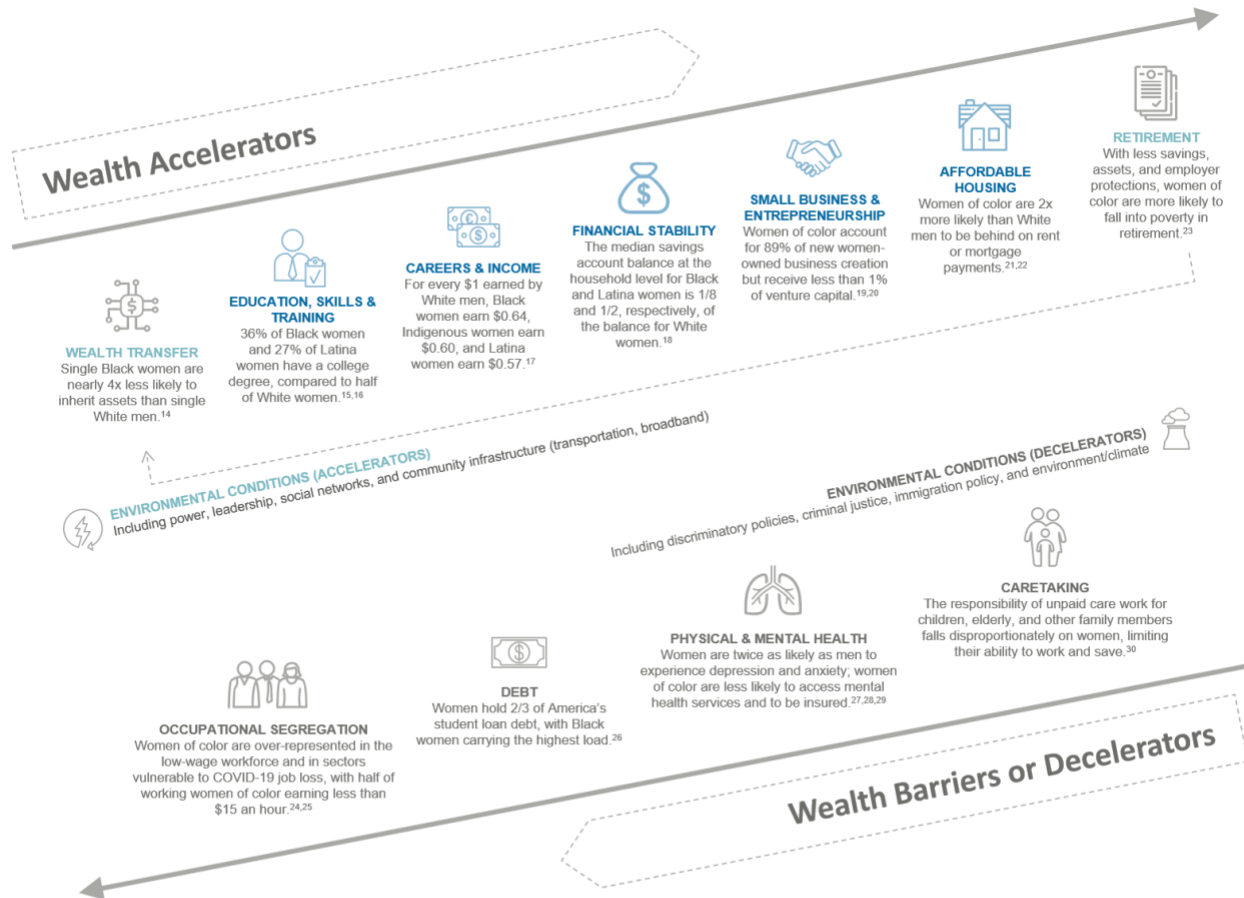 Wealth Accelerators
WEALTH TRANSFER
Single Black women are
nearly 4x less likely to
inherit assets than single
White men.14
EDUCATION, SKILLS &
TRAINING
36% of Black women
and 27% of Latina
women have a college
degree, compared to half
of White women.15,16
CAREERS & INCOME
For every $1 earned by
White men, Black
women earn $0.64,
Indigenous women earn
$0.60, and Latina
women earn $0.57.17
FINANCIAL STABILITY
The median savings
account balance at the
household level for Black
and Latina women is 1/8
and 1/2, respectively, of
the balance for White
women.18
SMALL BUSINESS &
ENTREPRENEURSHIP
Women of color account
for 89% of new women-
owned business creation
but receive less than 1%
of venture capital.19,20
AFFORDABLE
HOUSING
Women of color are 2x
more likely than White
men to be behind on rent
or mortgage
payments.21,22
RETIREMENT
With less savings,
assets, and employer
protections, women of
color are more likely to
fall into poverty in
retirement.23
ENVIRONMENTAL CONDITIONS (ACCELERATORS)
Including power, leadership, social networks, and community infrastructure (transportation, broadband)
ENVIRONMENTAL CONDITIONS (DECELERATORS)
Including discriminatory policies, criminal justice, immigration policy, and environment/climate
OCCUPATIONAL SEGREGATION
Women of color are over-represented in the
low-wage workforce and in sectors
vulnerable to COVID-19 job loss, with half of
working women of color earning less than
$15 an hour.24,25
DEBT
Women hold 2/3 of America's
student loan debt, with Black
women carrying the highest load.26
PHYSICAL & MENTAL HEALTH
Women are twice as likely as men to
experience depression and anxiety; women
of color are less likely to access mental
health services and to be insured.27,28,29
CARETAKING
The responsibility of unpaid care work for
children, elderly, and other family members
falls disproportionately on women, limiting
their ability to work and save.30
Wealth Barriers or Decelerators